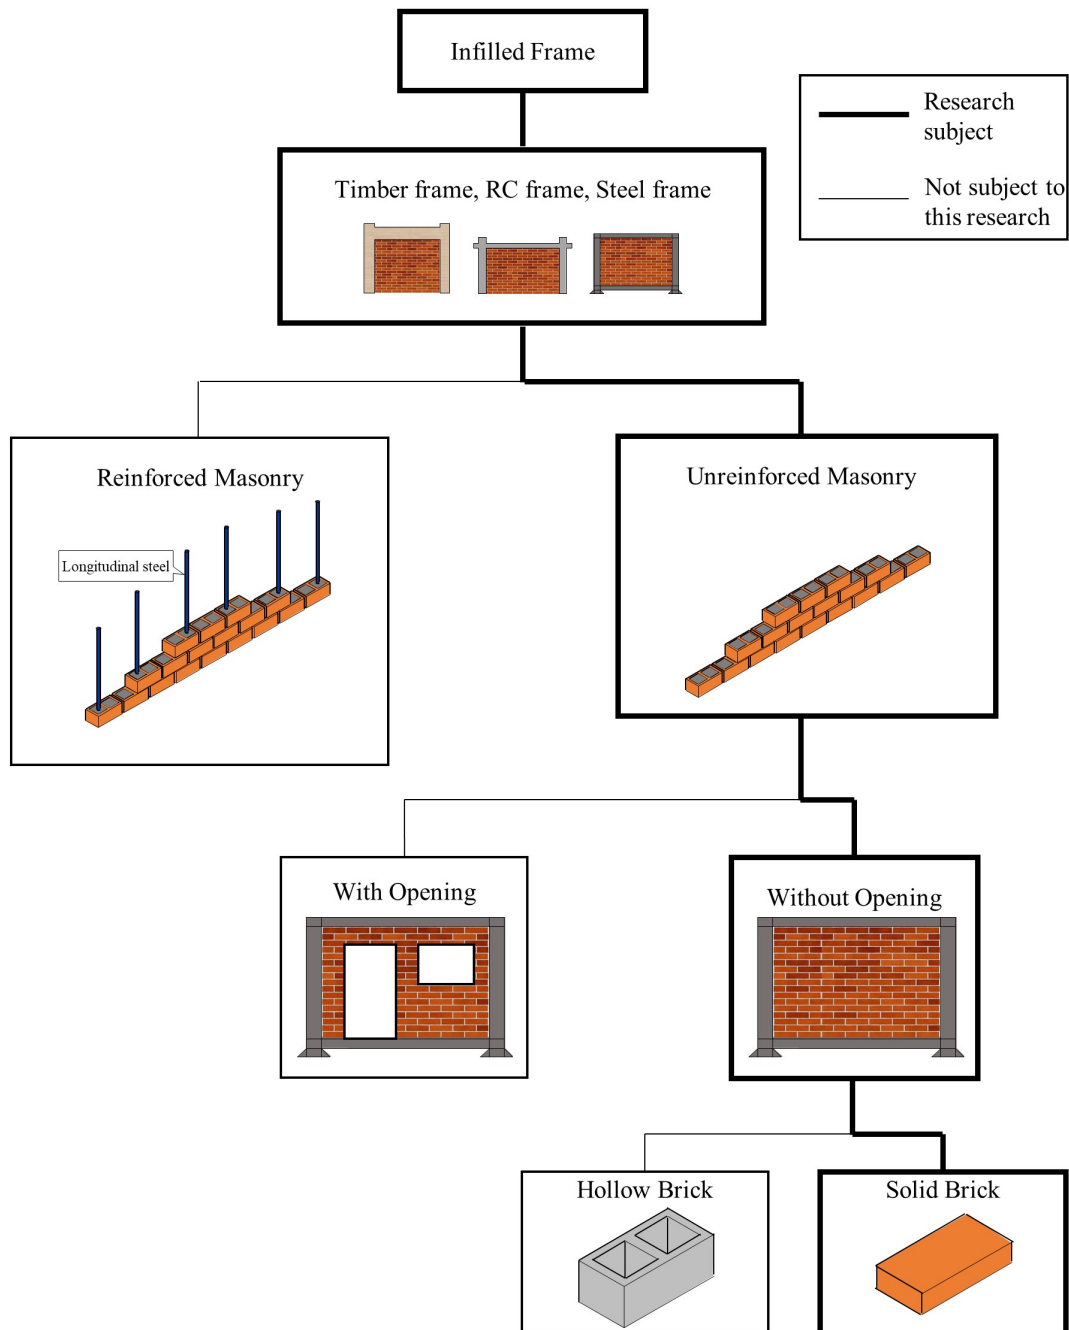 Infilled Frame
Research
subject
Not subject to
this research
Timber frame, RC frame, Steel frame
Reinforced Masonry
Longitudinal steel
Unreinforced Masonry
With Opening
Without Opening
Hollow Brick
Solid Brick